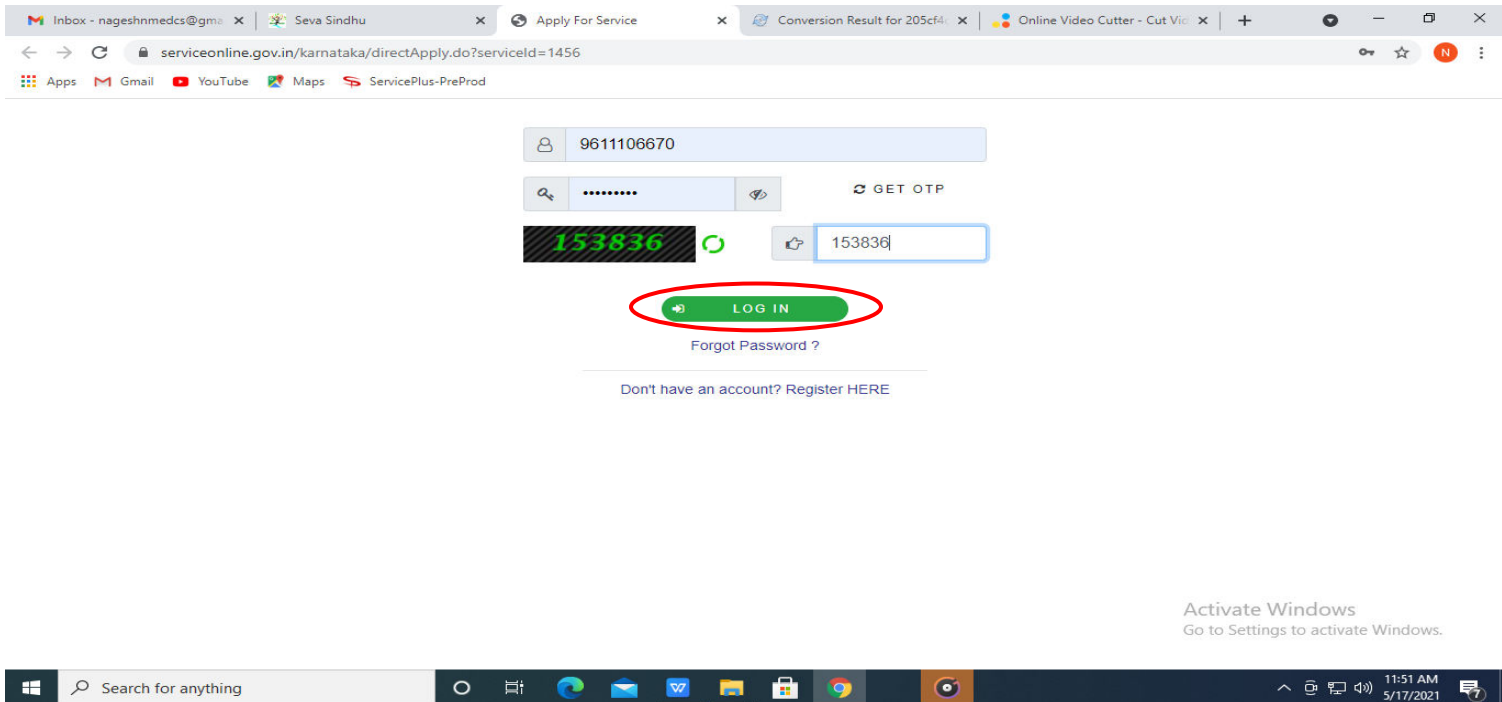 Inbox - nageshnmedcs@gma
Seva Sindhu
Apply For Service
Conversion Result for 205cf4
Online Video Cutter - Cut Vid
serviceonline.gov.in/karnataka/directApply.do?serviceId=1456
N
Apps
Gmail
YouTube
Maps
ServicePlus-PreProd
9611106670
•••••••••
GET OTP
153836
153836
LOG IN
Forgot Password ?
Don't have an account? Register HERE
Activate Windows
Go to Settings to activate Windows.
Search for anything
11:51 AM
5/17/2021
7